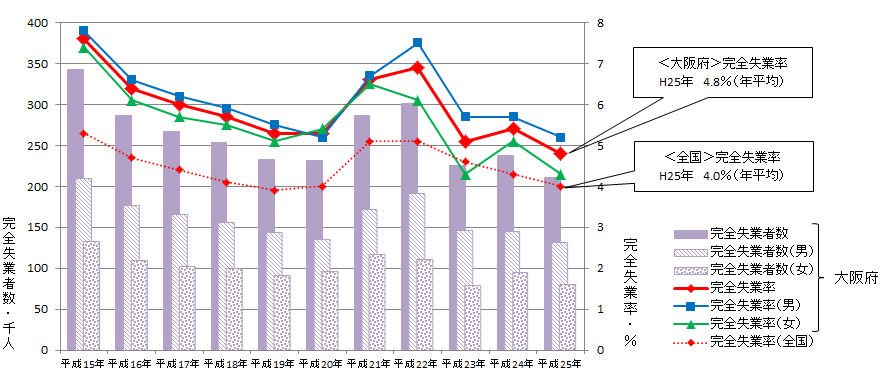 400
350
300
250
200
150
100
50
0
完全失業者数・千人
8
7
6
5
4
3
2
1
0
完全失業率・%
平成15年 平成16年 平成17年 平成18年 平成19年 平成20年 平成21年 平成22年 平成23年 平成24年 平成25年
＜大阪府＞完全失業率
H25年 4.8%(年平均)
＜全国＞完全失業率
H25年 4.0%(年平均)
完全失業者数
完全失業者数(男)
完全失業者数(女)
完全失業率
完全失業率(男)
完全失業率(女)
完全失業率(全国)
大阪府